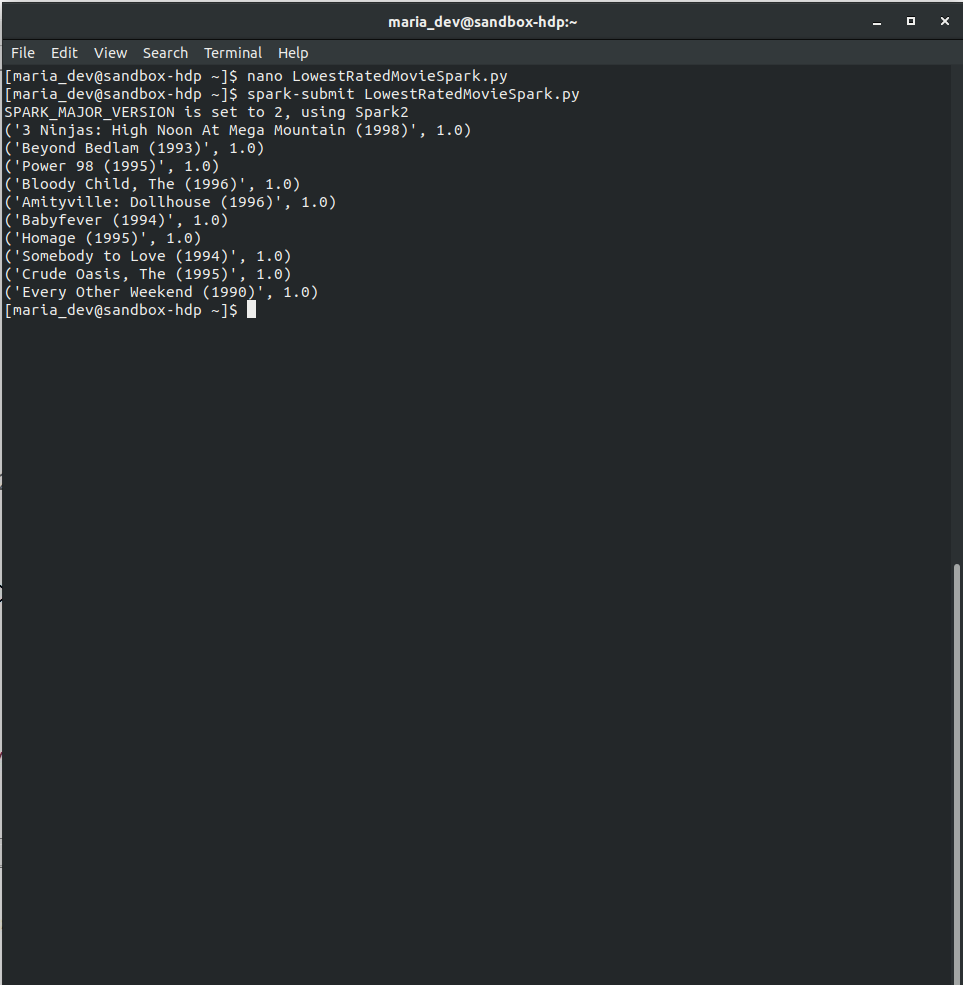 maria_dev@sandbox-hdp:~
File Edit View Search Terminal Help
[maria_dev@sandbox-hdp ~]$ nano LowestRatedMovieSpark.py
[maria_dev@sandbox-hdp ~]$ spark-submit LowestRatedMovieSpark.py
SPARK_MAJOR_VERSION is set to 2, using Spark2
('3 Ninjas: High Noon At Mega Mountain (1998)', 1.0)
('Beyond Bedlam (1993)', 1.0)
('Power 98 (1995)', 1.0)
('Bloody Child, The (1996)', 1.0)
('Amityville: Dollhouse (1996)', 1.0)
('Babyfever (1994)', 1.0)
('Homage (1995)', 1.0)
('Somebody to Love (1994)', 1.0)
('Crude Oasis, The (1995)', 1.0)
('Every Other Weekend (1990)', 1.0)
[maria_dev@sandbox-hdp ~]$